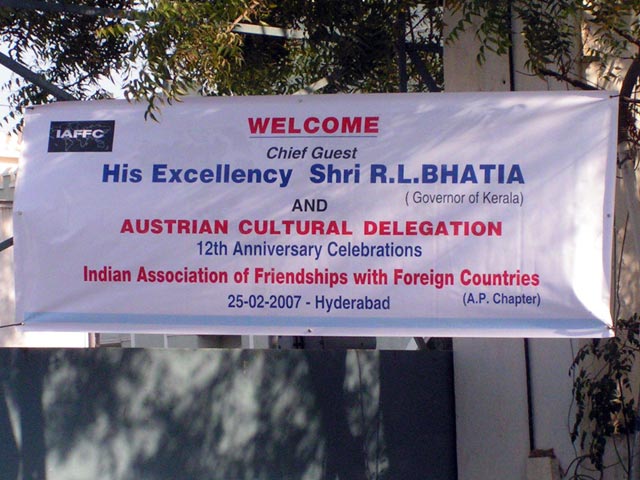 IAFFC
WELCOME
Chief Guest
His Excellency Shri R.L.BHATIA
( Governor of Kerala)
AND
AUSTRIAN CULTURAL DELEGATION
12th Anniversary Celebrations
Indian Association of Friendships with Foreign Countries
25-02-2007 - Hyderabad (A.P. Chapter)